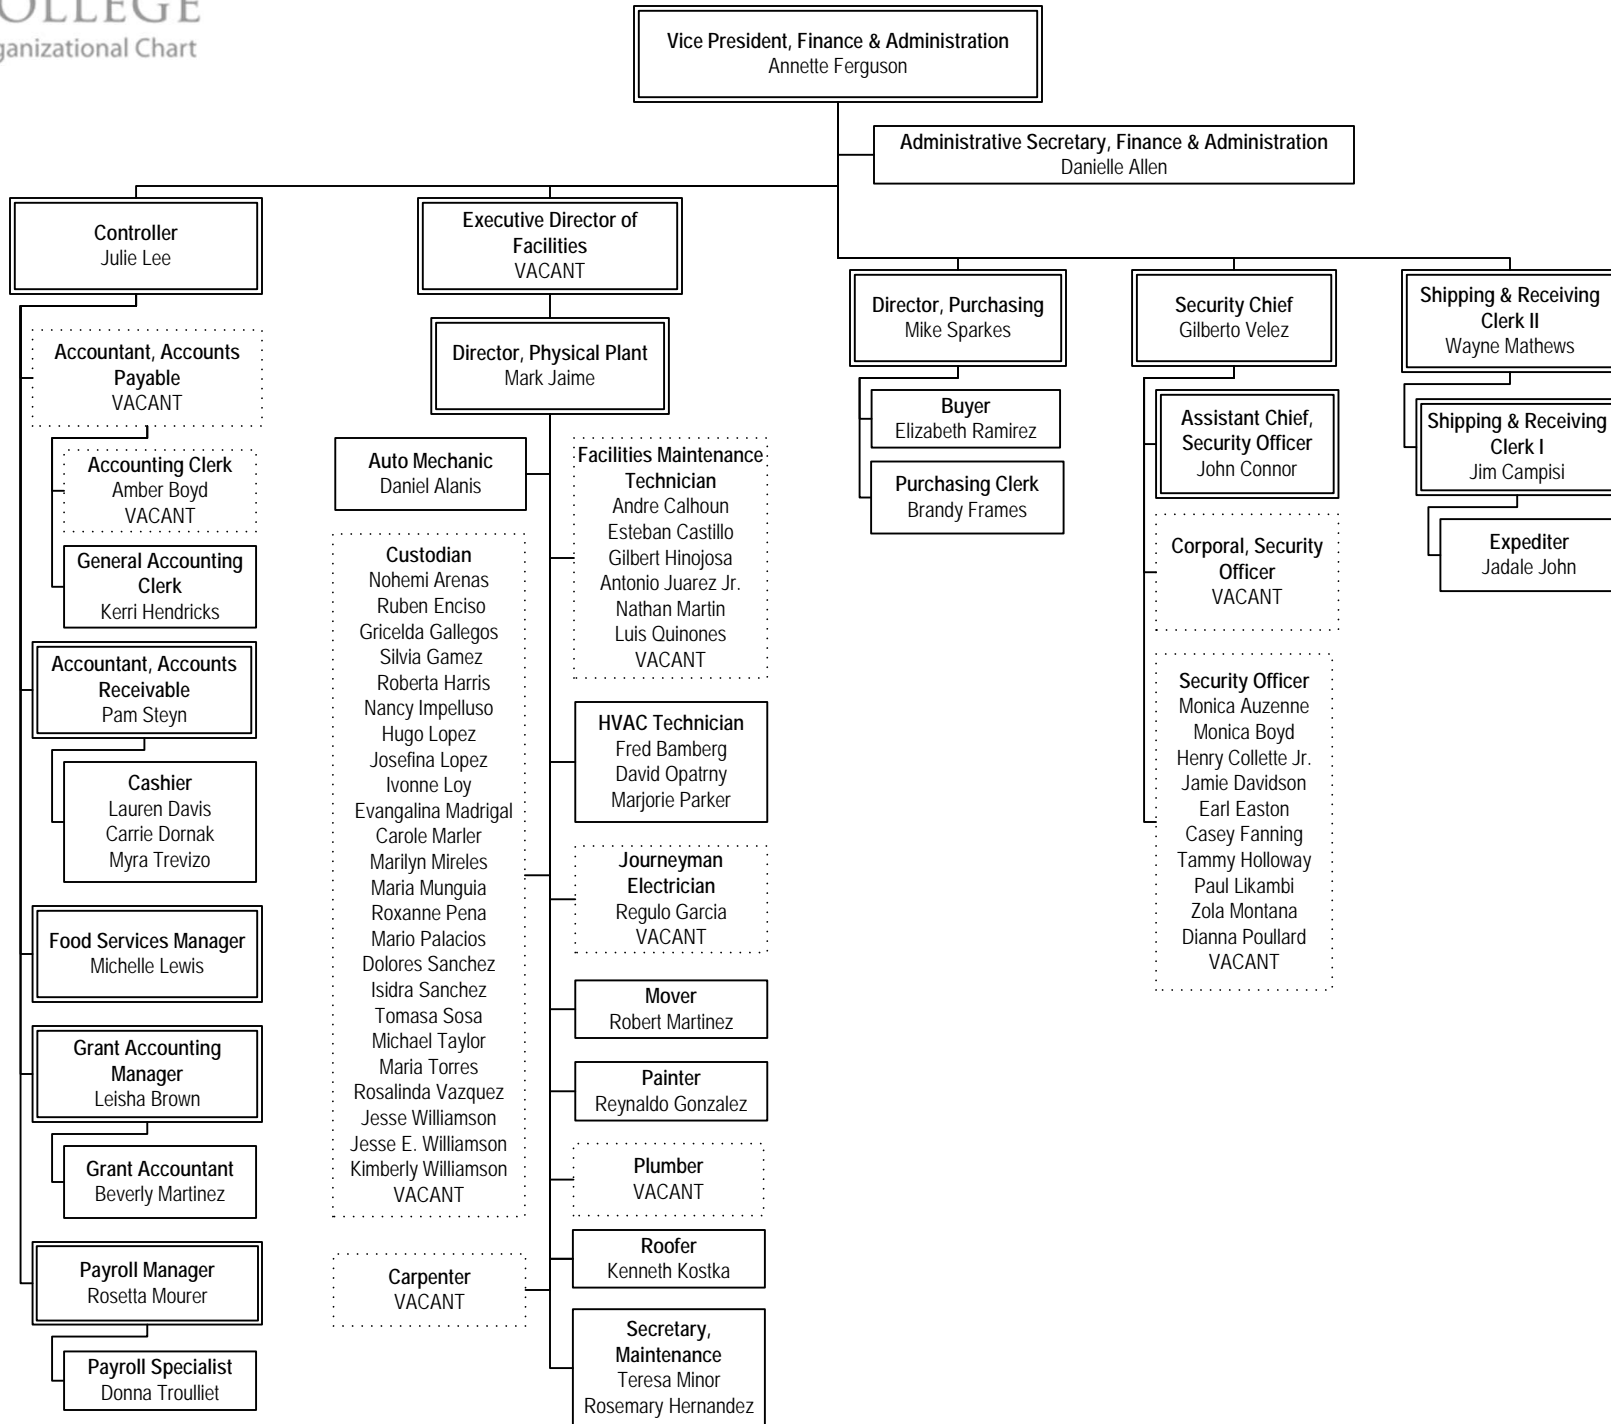 OLLEGE
ganizational Chart
Vice President, Finance & Administration
Annette Ferguson
Administrative Secretary, Finance & Administration
Danielle Allen
Controller
Julie Lee
Accountant, Accounts
Payable
VACANT
Accounting Clerk
Amber Boyd
VACANT
General Accounting
Clerk
Kerri Hendricks
Accountant, Accounts
Receivable
Pam Steyn
Cashier
Lauren Davis
Carrie Dornak
Myra Trevizo
Food Services Manager
Michelle Lewis
Grant Accounting
Manager
Leisha Brown
Grant Accountant
Beverly Martinez
Payroll Manager
Rosetta Mourer
Payroll Specialist
Donna Troulliet
Executive Director of
Facilities
VACANT
Director, Physical Plant
Mark Jaime
Auto Mechanic
Daniel Alanis
Custodian
Nohemi Arenas
Ruben Enciso
Gricelda Gallegos
Silvia Gamez
Roberta Harris
Nancy Impelluso
Hugo Lopez
Josefina Lopez
Ivonne Loy
Evangalina Madrigal
Carole Marler
Marilyn Mireles
Maria Munguia
Roxanne Pena
Mario Palacios
Dolores Sanchez
Isidra Sanchez
Tomasa Sosa
Michael Taylor
Maria Torres
Rosalinda Vazquez
Jesse Williamson
Jesse E. Williamson
Kimberly Williamson
VACANT
Carpenter
VACANT
Facilities Maintenance
Technician
Andre Calhoun
Esteban Castillo
Gilbert Hinojosa
Antonio Juarez Jr.
Nathan Martin
Luis Quinones
VACANT
HVAC Technician
Fred Bamberg
David Opatrny
Marjorie Parker
Journeyman
Electrician
Regulo Garcia
VACANT
Mover
Robert Martinez
Painter
Reynaldo Gonzalez
Plumber
VACANT
Roofer
Kenneth Kostka
Secretary,
Maintenance
Teresa Minor
Rosemary Hernandez
Director, Purchasing
Mike Sparkes
Buyer
Elizabeth Ramirez
Purchasing Clerk
Brandy Frames
Security Chief
Gilberto Velez
Assistant Chief,
Security Officer
John Connor
Corporal, Security
Officer
VACANT
Security Officer
Monica Auzenne
Monica Boyd
Henry Collette Jr.
Jamie Davidson
Earl Easton
Casey Fanning
Tammy Holloway
Paul Likambi
Zola Montana
Dianna Poullard
VACANT
Shipping & Receiving
Clerk II
Wayne Mathews
Shipping & Receiving
Clerk I
Jim Campisi
Expediter
Jadale John